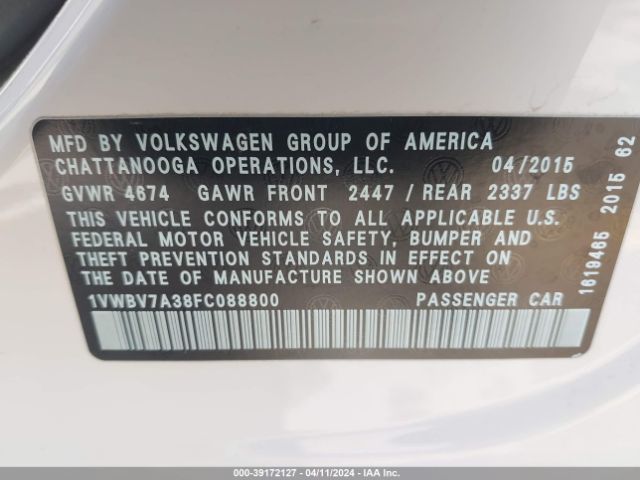 MFD BY VOLKSWAGEN GROUP OF AMERICA
CHATTANOOGA OPERATIONS, LLC. 04/2015
GVWR 4674 GAWR FRONT 2447 / REAR 2337 LBS
THIS VEHICLE CONFORMS TO ALL APPLICABLE U.S.
FEDERAL MOTOR VEHICLE SAFETY, BUMPER AND
THEFT PREVENTION STANDARDS IN EFFECT ON
THE DATE OF MANUFACTURE SHOWN ABOVE
1VWBV7A38FC088800 PASSENGER CAR
1619465 2015 62
000-39172127 - 04/11/2024 - IAA Inc.